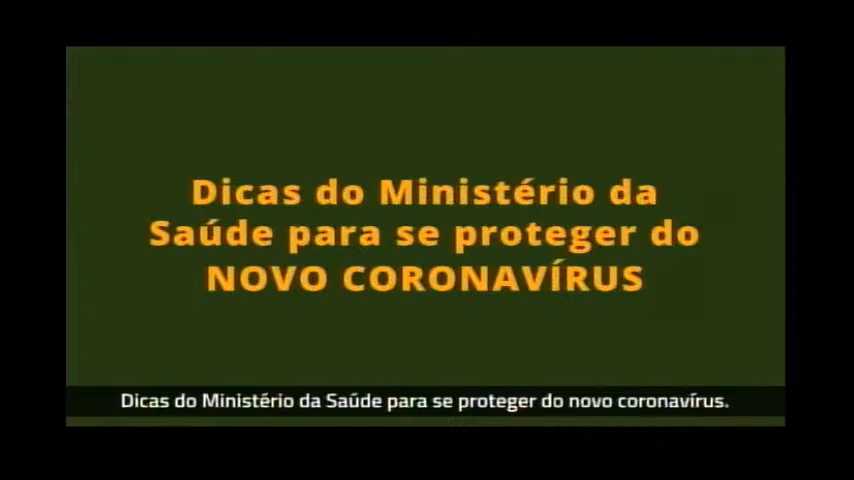 Dicas do Ministério da
Saúde para se proteger do
NOVO CORONAVÍRUS
Dicas do Ministério da Saúde para se proteger do novo coronavírus.